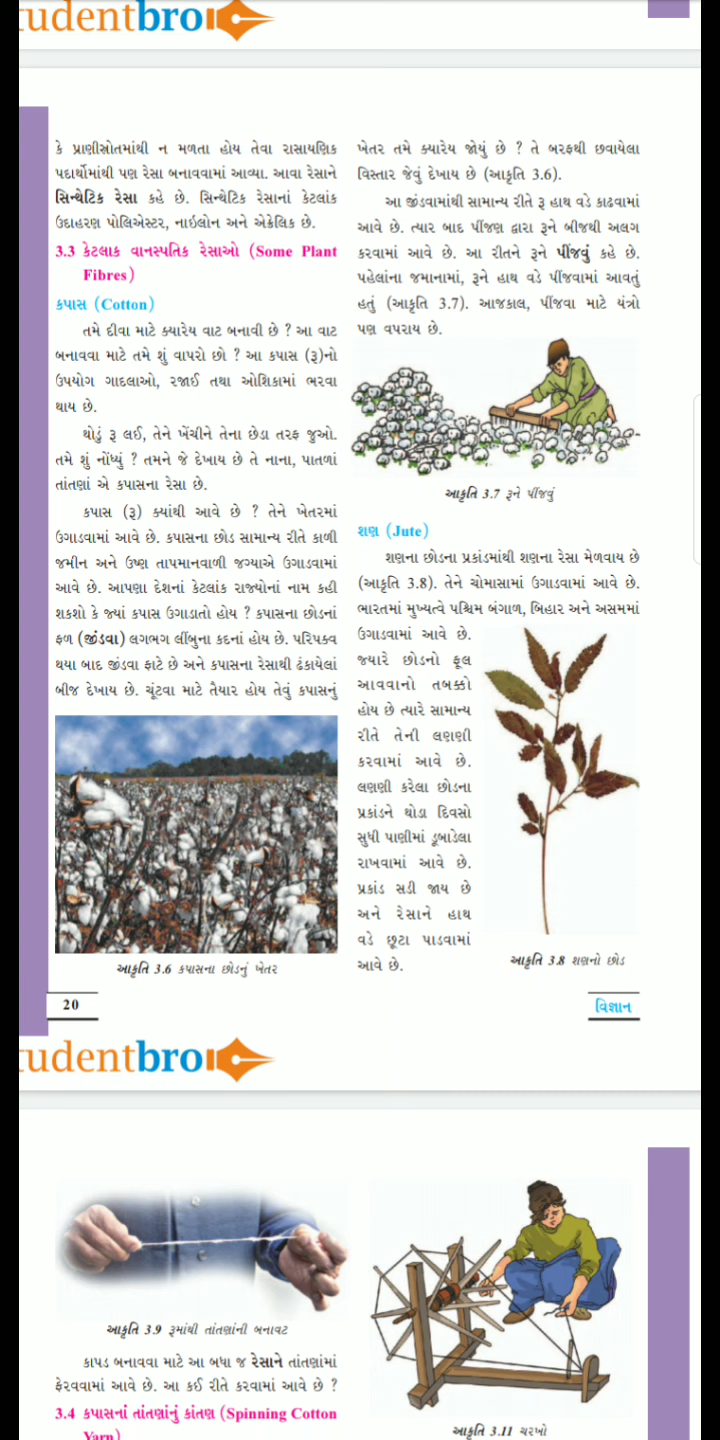 tudentbro
કે પ્રાણીસ્રોતમાંથી ન મળતા હોય તેવા રાસાયણિક
પદાર્થોમાંથી પણ રેસા બનાવવામાં આવ્યા. આવા રેસાને
સિન્થેટિક રેસા કહે છે. સિન્થેટિક રેસાનાં કેટલાંક
ઉદાહરણ પોલિએસ્ટર, નાઇલોન અને એક્રેલિક છે.
3.3 કેટલાક વાનસ્પતિક રેસાઓ (Some Plant
Fibres)
કપાસ (Cotton)
તમે દીવા માટે ક્યારેય વાટ બનાવી છે ? આ વાટ
બનાવવા માટે તમે શું વાપરો છો ? આ કપાસ (રૂ)નો
ઉપયોગ ગાદલાઓ, રજાઈ તથા ઓશિકામાં ભરવા
થાય છે.
થોડું રૂ લઈ, તેને ખેંચીને તેના છેડા તરફ જુઓ.
તમે શું નોંધ્યું ? તમને જે દેખાય છે તે નાના, પાતળાં
તાંતણાં એ કપાસના રેસા છે.
કપાસ (રૂ) ક્યાંથી આવે છે ? તેને ખેતરમાં
ઉગાડવામાં આવે છે. કપાસના છોડ સામાન્ય રીતે કાળી
જમીન અને ઉષ્ણ તાપમાનવાળી જગ્યાએ ઉગાડવામાં
આવે છે. આપણા દેશનાં કેટલાંક રાજ્યોનાં નામ કહી
શકશો કે જ્યાં કપાસ ઉગાડાતો હોય ? કપાસના છોડનાં
ફળ (જીંડવા) લગભગ લીંબુના કદનાં હોય છે. પરિપક્વ
થયા બાદ જીંડવા ફાટે છે અને કપાસના રેસાથી ઢંકાયેલાં
બીજ દેખાય છે. ચૂંટવા માટે તૈયાર હોય તેવું કપાસનું
આકૃતિ 3.6 કપાસના છોડનું ખેતર
ખેતર તમે ક્યારેય જોયું છે ? તે બરફથી છવાયેલા
વિસ્તાર જેવું દેખાય છે (આકૃતિ 3.6).
આ જીંડવામાંથી સામાન્ય રીતે રૂ હાથ વડે કાઢવામાં
આવે છે. ત્યાર બાદ પીંજણ દ્વારા રૂને બીજથી અલગ
કરવામાં આવે છે. આ રીતને રૂને પીંજવું કહે છે.
પહેલાંના જમાનામાં, રૂને હાથ વડે પીંજવામાં આવતું
હતું (આકૃતિ 3.7). આજકાલ, પીંજવા માટે યંત્રો
પણ વપરાય છે.
આકૃતિ 3.7 રૂને પીંજવું
શણ (Jute)
શણના છોડના પ્રકાંડમાંથી શણના રેસા મેળવાય છે
(આકૃતિ 3.8). તેને ચોમાસામાં ઉગાડવામાં આવે છે.
ભારતમાં મુખ્યત્વે પશ્ચિમ બંગાળ, બિહાર અને અસમમાં
ઉગાડવામાં આવે છે.
જ્યારે છોડનો ફૂલ
આવવાનો તબક્કો
હોય છે ત્યારે સામાન્ય
રીતે તેની લણણી
કરવામાં આવે છે.
લણણી કરેલા છોડના
પ્રકાંડને થોડા દિવસો
સુધી પાણીમાં ડૂબાડેલા
રાખવામાં આવે છે.
પ્રકાંડ સડી જાય છે
અને રેસાને હાથ
વડે છૂટા પાડવામાં
આવે છે.
આકૃતિ 3.8 શણનો છોડ
20
વિજ્ઞાન
tudentbro
આકૃતિ 3.9 રૂમાંથી તાંતણાંની બનાવટ
કાપડ બનાવવા માટે આ બધા જ રેસાને તાંતણાંમાં
ફેરવવામાં આવે છે. આ કઈ રીતે કરવામાં આવે છે ?
3.4 કપાસનાં તાંતણાંનું કાંતણ (Spinning Cotton
Yarn)
આકૃતિ 3.11 ચરખો